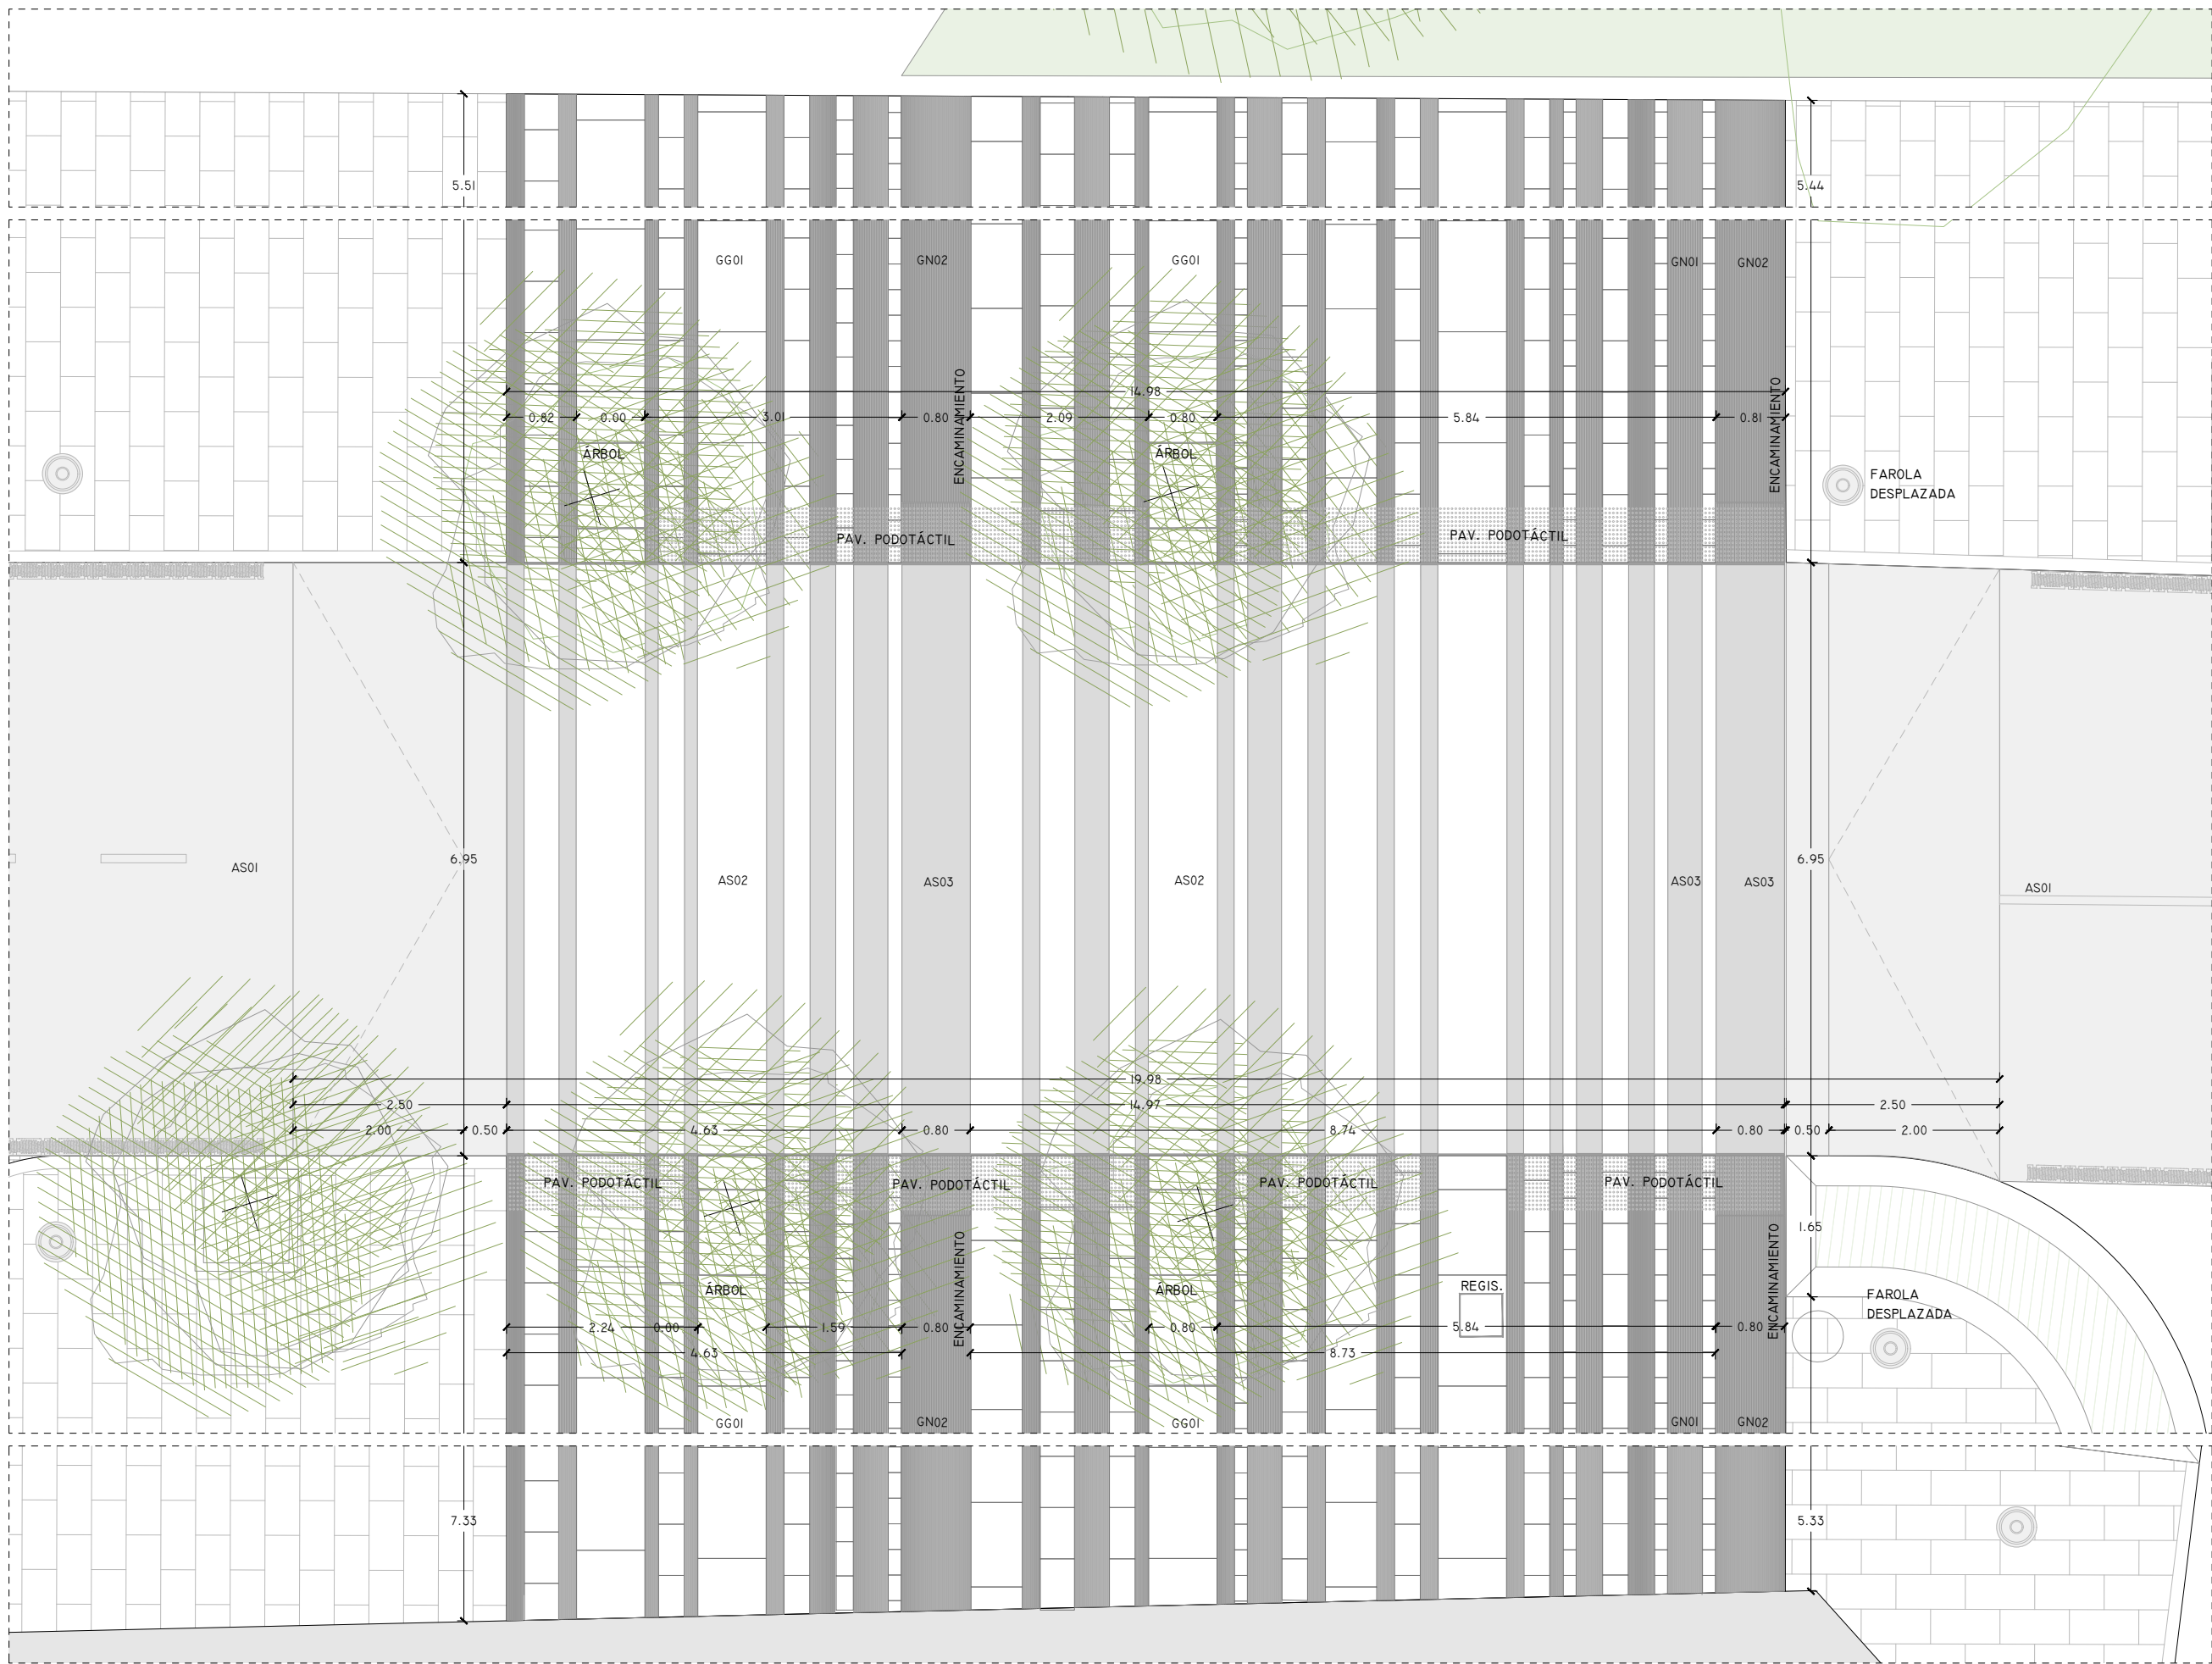 5.51
5.44
GG01
GN02
GG01
GN01
GN02
14.98
0.82
0.00
3.01
0.80
2.09
0.80
5.84
0.81
ENCAMINAMIENTO
ENCAMINAMIENTO
ÁRBOL
ÁRBOL
FAROLA
DESPLAZADA
PAV. PODOTÁCTIL
PAV. PODOTÁCTIL
6.95
6.95
AS01
AS02
AS03
AS02
AS03
AS03
AS01
19.98
2.50
14.97
2.50
2.00
0.50
4.63
0.80
8.74
0.80
0.50
2.00
PAV. PODOTÁCTIL
PAV. PODOTÁCTIL
PAV. PODOTÁCTIL
PAV. PODOTÁCTIL
1.65
ENCAMINAMIENTO
ENCAMINAMIENTO
ÁRBOL
ÁRBOL
REGIS.
FAROLA
DESPLAZADA
2.24
0.00
1.59
0.80
0.80
5.84
0.80
4.63
8.73
GG01
GN02
GG01
GN01
GN02
7.33
5.33